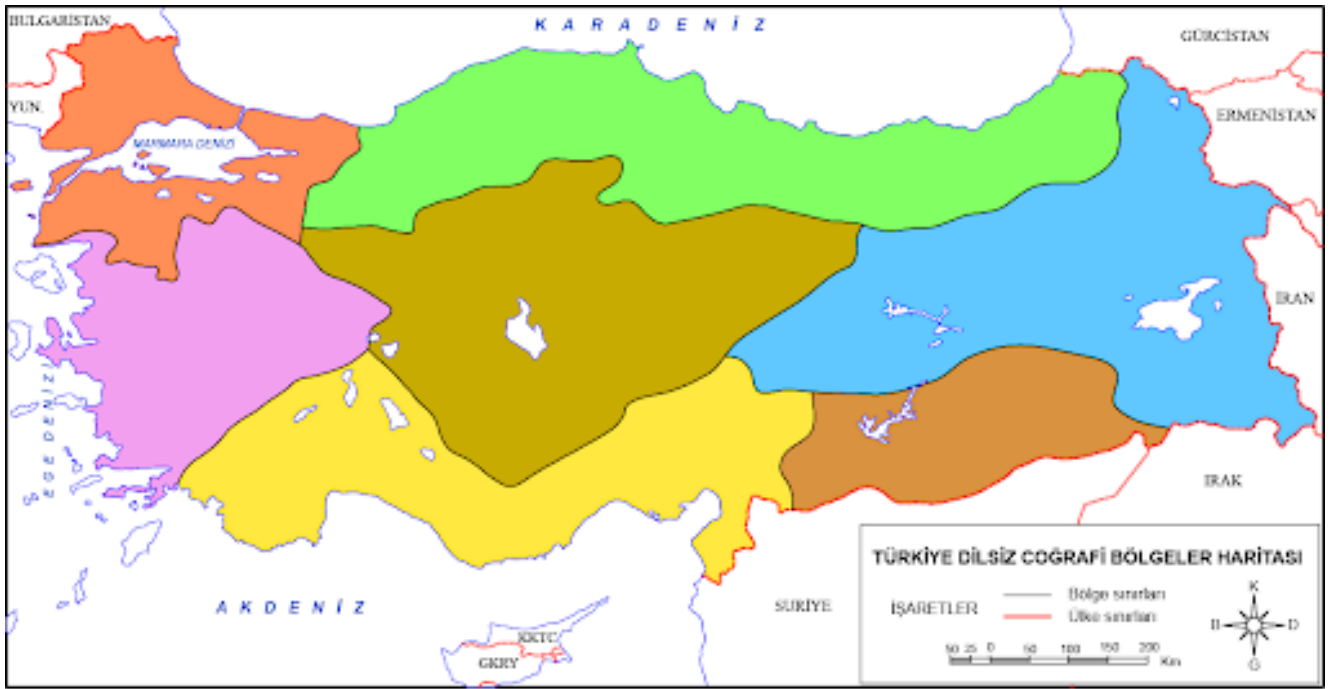 BULGARİSTAN
KARADENİZ
GÜRCİSTAN
YUN.
MARMARA DENİZİ
ERMENİSTAN
İRAN
EGE DENİZİ
IRAK
AKDENİZ
SURİYE
KKTC
GKRY
TÜRKİYE DİLSİZ COĞRAFİ BÖLGELER HARİTASI
İŞARETLER
Bölge sınırları
Ülke sınırları
50 25 0 50 100 150 200
Km
K
B D
G